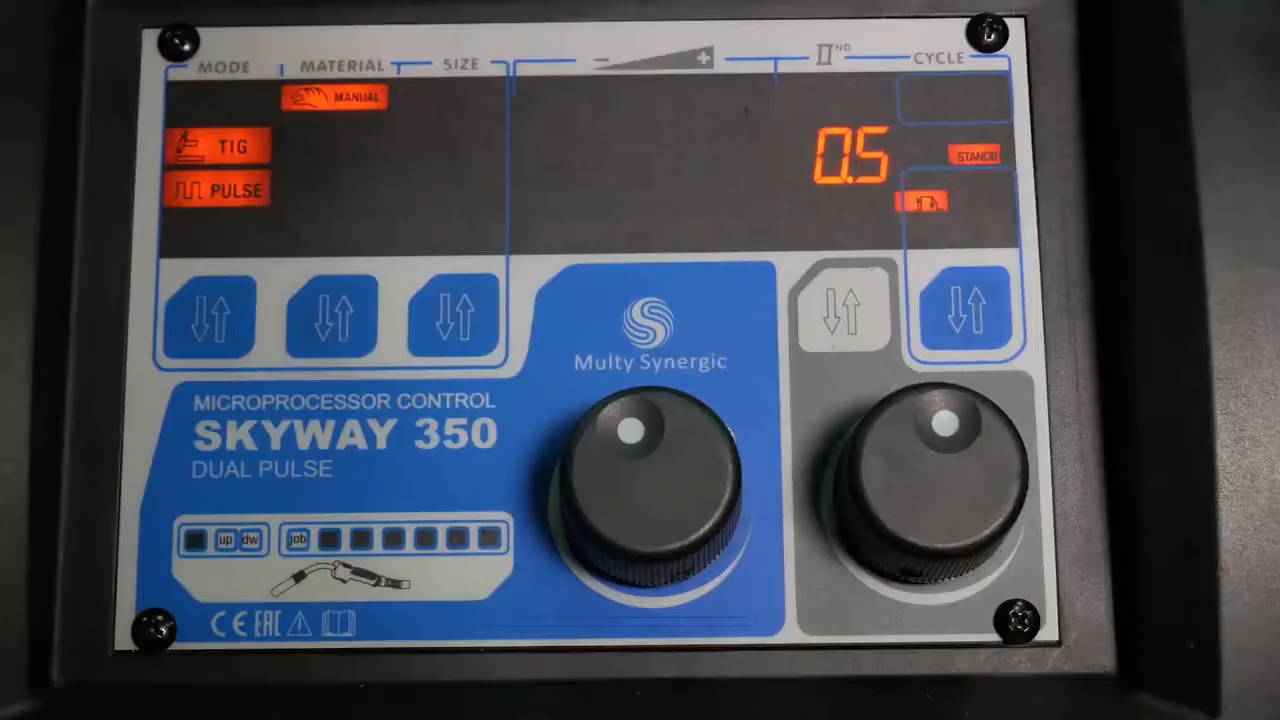 MODE MATERIAL SIZE − + II ND CYCLE
MANUAL
TIG
0.5
STANDB
PULSE
Multy Synergic
MICROPROCESSOR CONTROL
SKYWAY 350
DUAL PULSE
up dw job
CE EAC